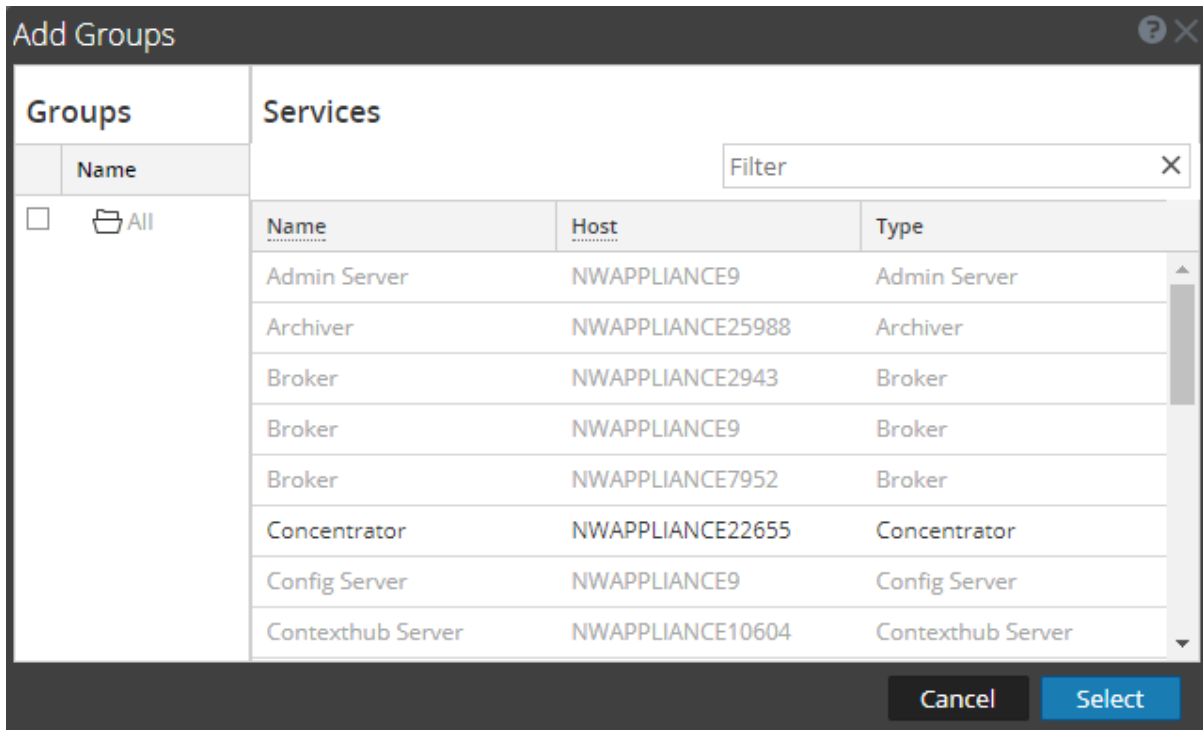 Add Groups
Groups
Services
Name
Filter
All
Name Host Type
Admin Server NWAPPLIANCE9 Admin Server
Archiver NWAPPLIANCE25988 Archiver
Broker NWAPPLIANCE2943 Broker
Broker NWAPPLIANCE9 Broker
Broker NWAPPLIANCE7952 Broker
Concentrator NWAPPLIANCE22655 Concentrator
Config Server NWAPPLIANCE9 Config Server
Contexthub Server NWAPPLIANCE10604 Contexthub Server
Cancel Select